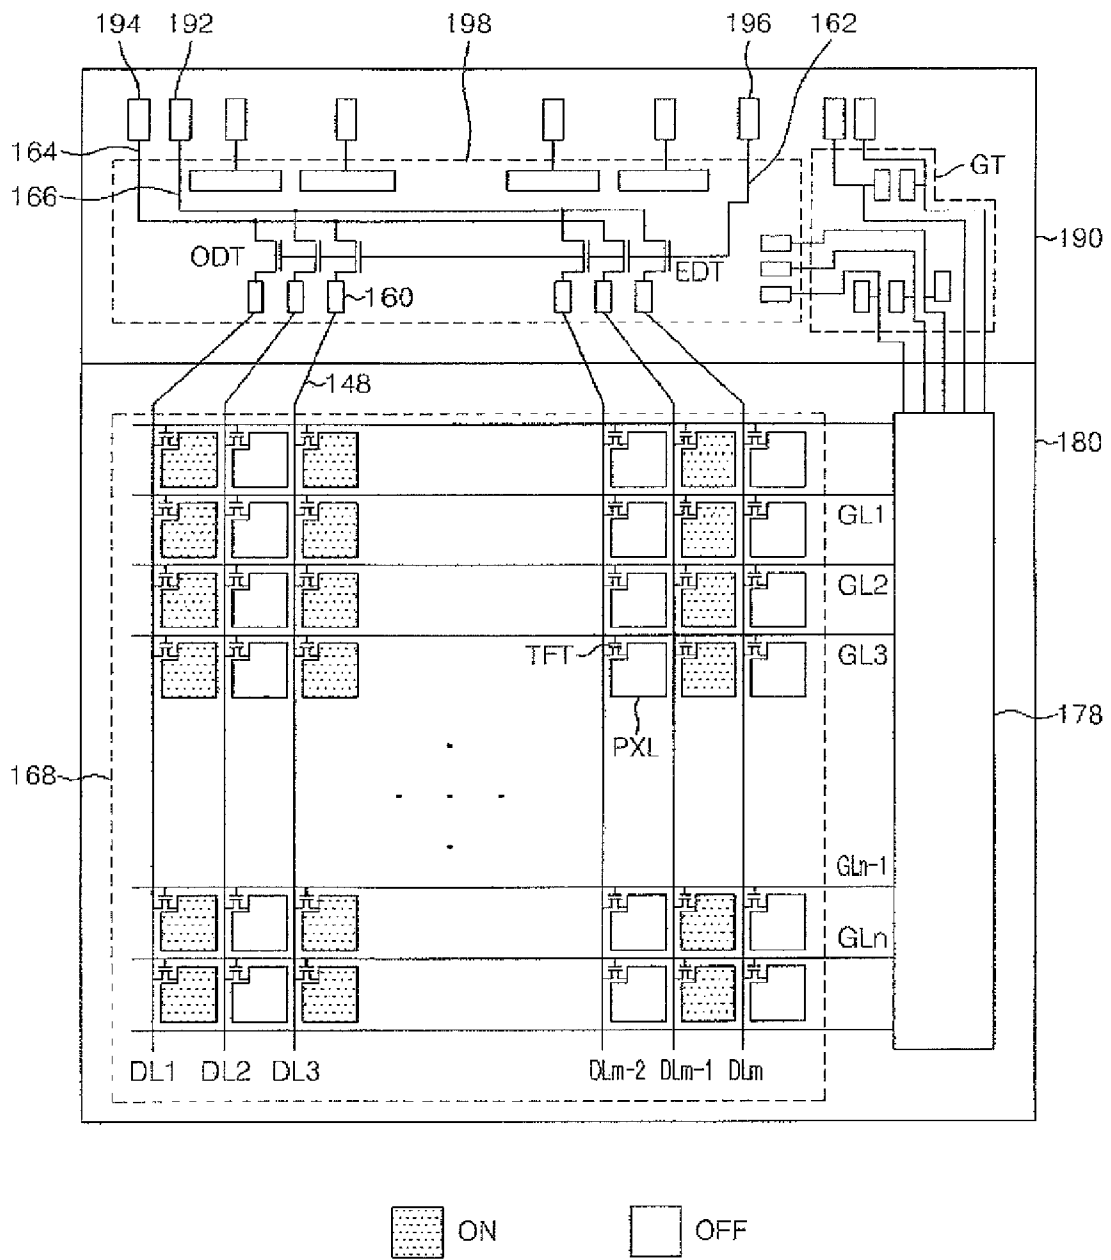 194 192 198 196 162
164
GT
166
190
ODT
EDT
160
148
180
GL1
GL2
TFT
GL3
178
PXL
168
GLn-1
GLn
DL1 DL2 DL3 DLm-2 DLm-1 DLm
ON OFF